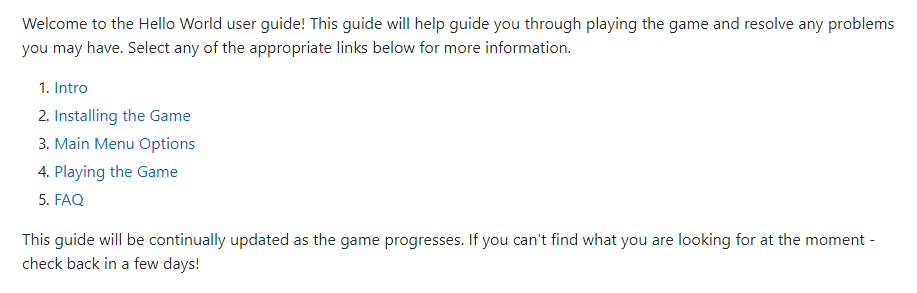 Welcome to the Hello World user guide! This guide will help guide you through playing the game and resolve any problems
you may have. Select any of the appropriate links below for more information.
1. Intro
2. Installing the Game
3. Main Menu Options
4. Playing the Game
5. FAQ
This guide will be continually updated as the game progresses. If you can't find what you are looking for at the moment -
check back in a few days!